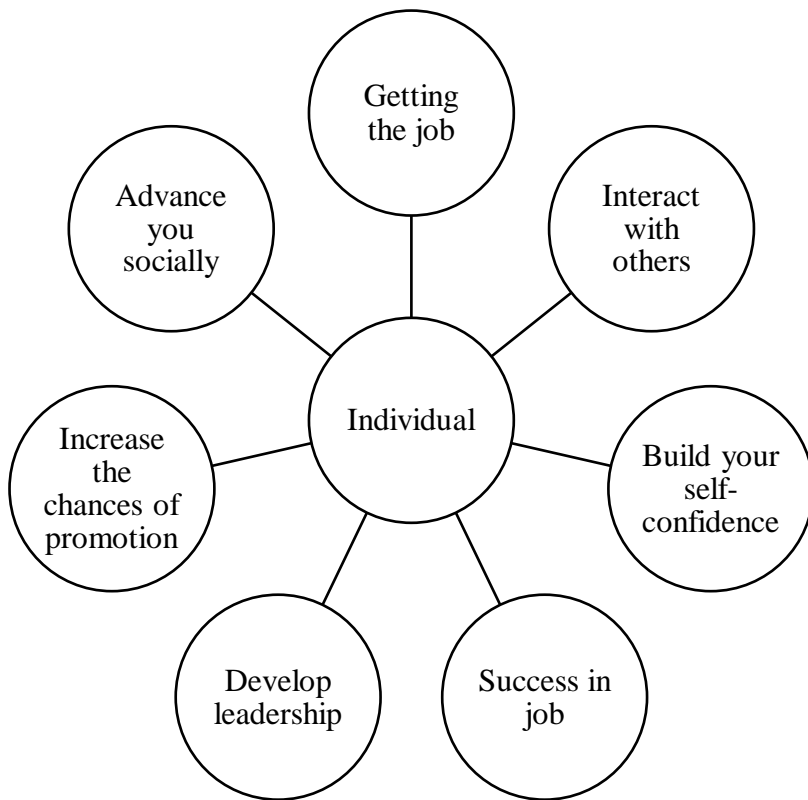 Getting
the job
Interact
with
others
Build your
self-
confidence
Success in
job
Develop
leadership
Increase
the
chances of
promotion
Advance
you
socially
Individual